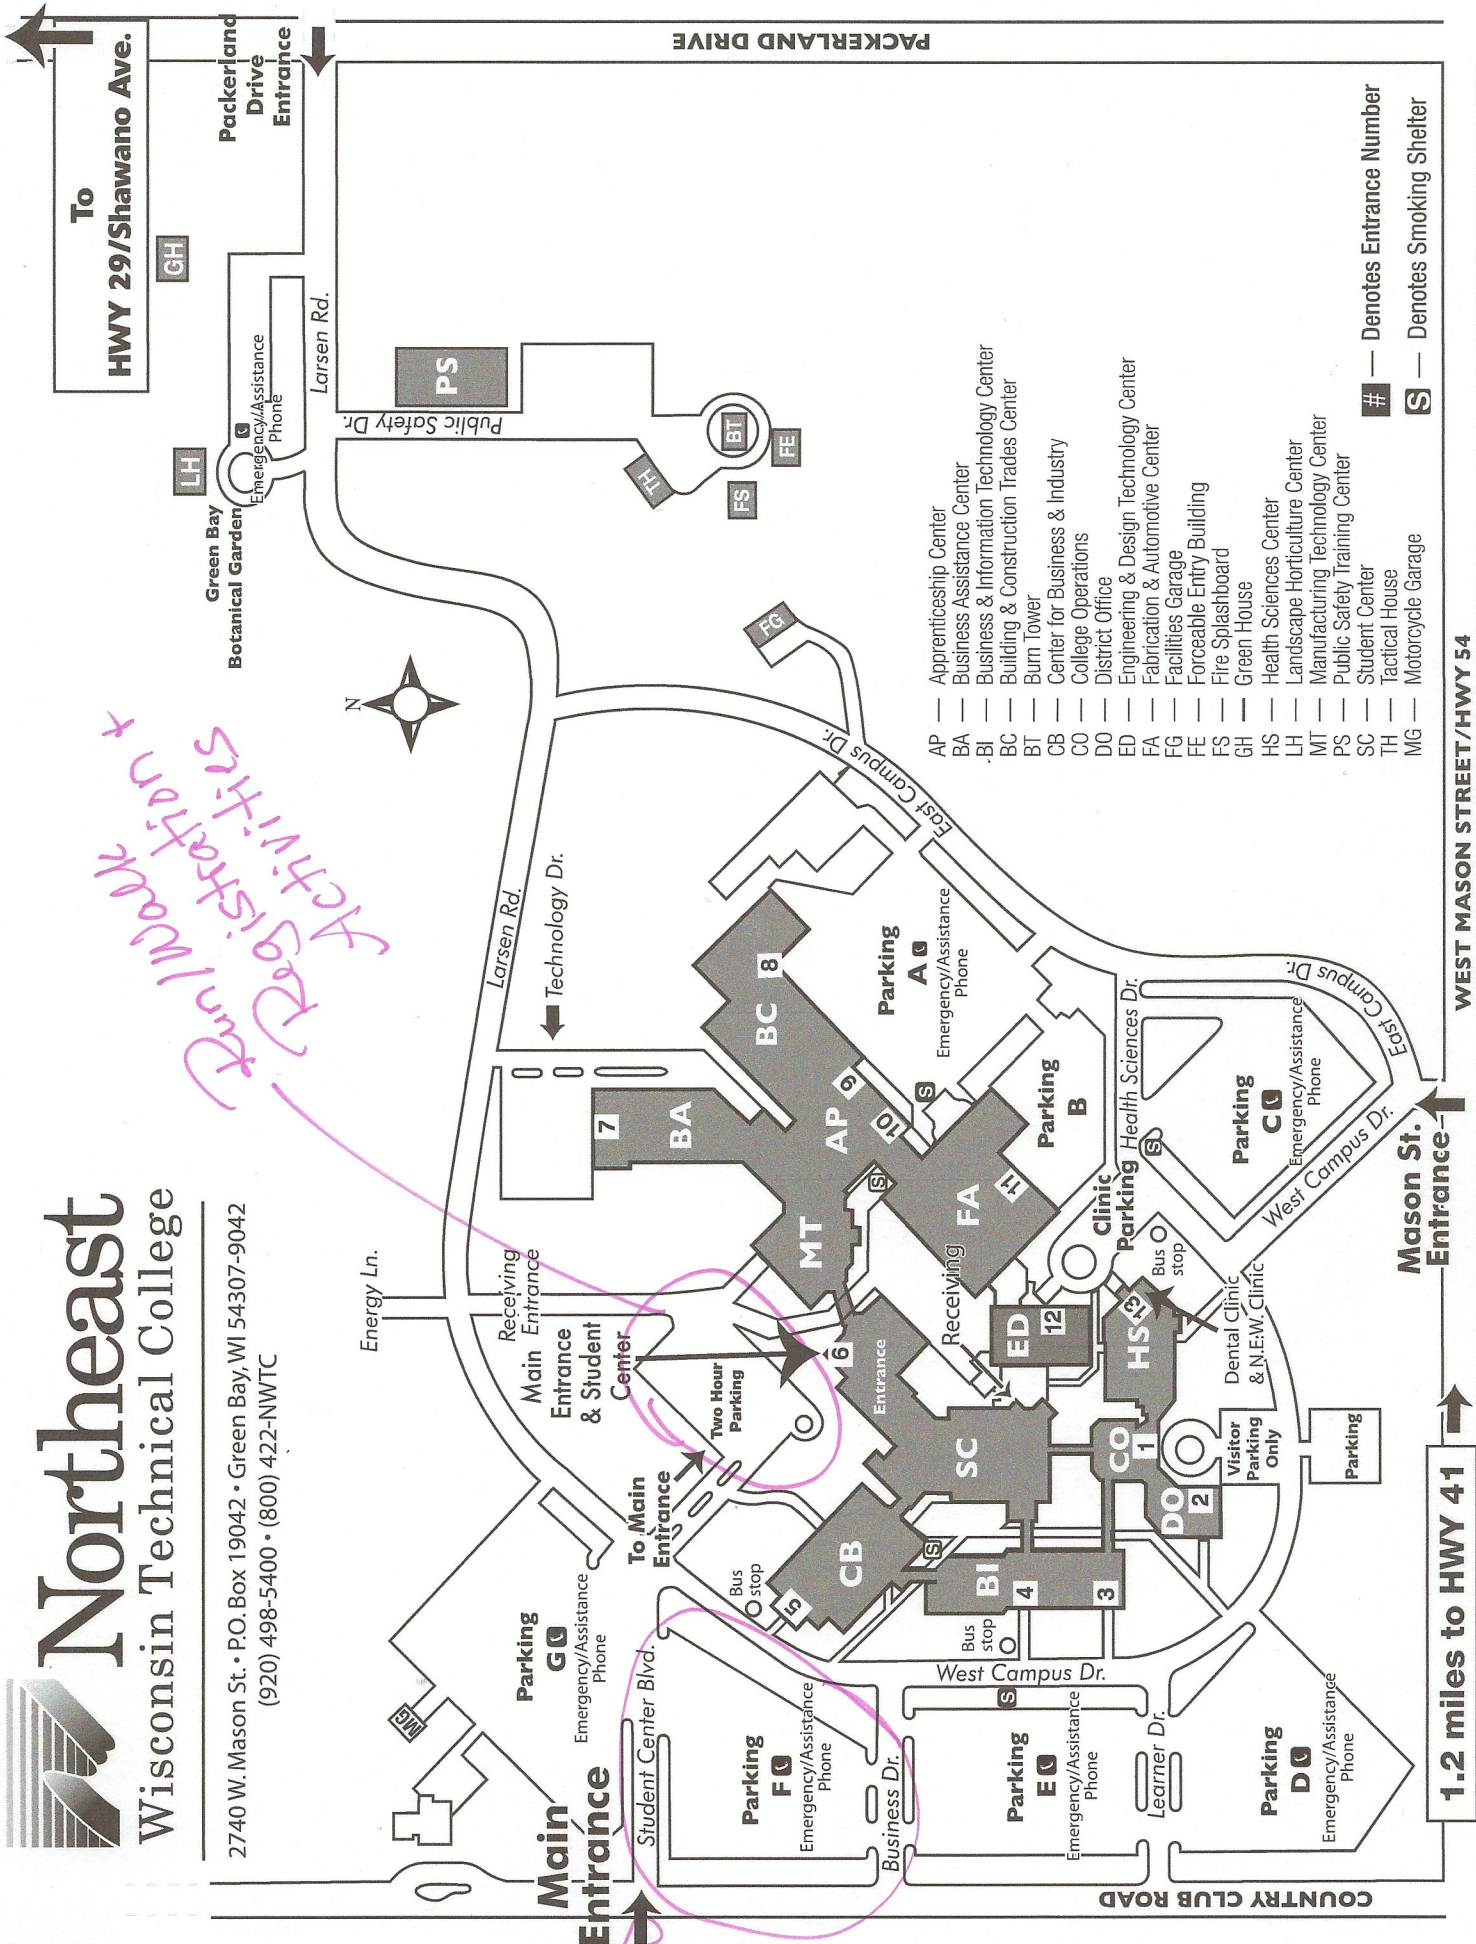 Northeast
Wisconsin Technical College
2740 W. Mason St. • P.O. Box 19042 • Green Bay, WI 54307-9042
(920) 498-5400 • (800) 422-NWTC
Run/Walk
Registration +
Activities
To
HWY 29/Shawano Ave.
Packerland
Drive
Entrance
PACKERLAND DRIVE
GH
LH
Green Bay
Botanical Garden
Emergency/Assistance
Phone
Larsen Rd.
PS
Public Safety Dr.
TH
BT
FS
FE
N
FG
Energy Ln.
Larsen Rd.
Technology Dr.
East Campus Dr.
Receiving
Entrance
Main
Entrance
& Student
Center
Two Hour
Parking
To Main
Entrance
MG
Parking
G
Emergency/Assistance
Phone
Main
Entrance
Student Center Blvd.
Bus
stop
7
BA
BC
8
9
AP
10
S
MT
S
FA
11
6
Entrance
Receiving
ED
12
SC
CB
5
S
BI
4
3
HS
13
CO
1
DO
2
Parking
A
Emergency/Assistance
Phone
Parking
B
Health Sciences Dr.
Clinic
Parking
S
Parking
C
Emergency/Assistance
Phone
East Campus Dr.
West Campus Dr.
Bus
stop
Dental Clinic
& N.E.W. Clinic
Visitor
Parking
Only
Parking
Bus
stop
West Campus Dr.
S
Parking
F
Emergency/Assistance
Phone
Business Dr.
Parking
E
Emergency/Assistance
Phone
Learner Dr.
Parking
D
Emergency/Assistance
Phone
COUNTRY CLUB ROAD
AP — Apprenticeship Center
BA — Business Assistance Center
BI — Business & Information Technology Center
BC — Building & Construction Trades Center
BT — Burn Tower
CB — Center for Business & Industry
CO — College Operations
DO — District Office
ED — Engineering & Design Technology Center
FA — Fabrication & Automotive Center
FG — Facilities Garage
FE — Forceable Entry Building
FS — Fire Splashboard
GH — Green House
HS — Health Sciences Center
LH — Landscape Horticulture Center
MT — Manufacturing Technology Center
PS — Public Safety Training Center
SC — Student Center
TH — Tactical House
MG — Motorcycle Garage
# — Denotes Entrance Number
S — Denotes Smoking Shelter
Mason St.
Entrance
1.2 miles to HWY 41
WEST MASON STREET/HWY 54